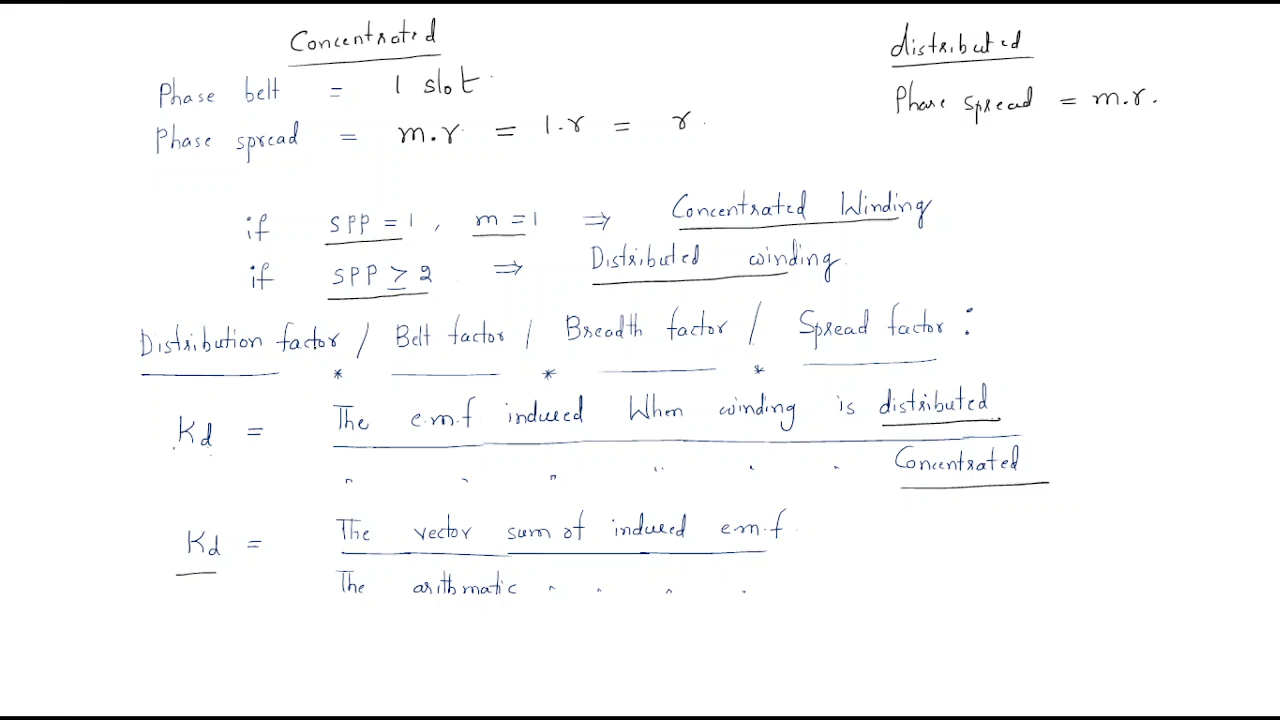 Concentrated
distributed
Phase belt = 1 slot.
Phase spread = m.r.
Phase spread = m.r. = 1.r = r.
if SPP = 1, m = 1 ⇒ Concentrated Winding
if SPP ≥ 2 ⇒ Distributed winding.
Distribution factor / Belt factor / Breadth factor / Spread factor :
* * *
Kd = The e.m.f induced When winding is distributed
" " " " " " Concentrated
Kd = The vector sum of induced e.m.f.
The arithmatic " " " "